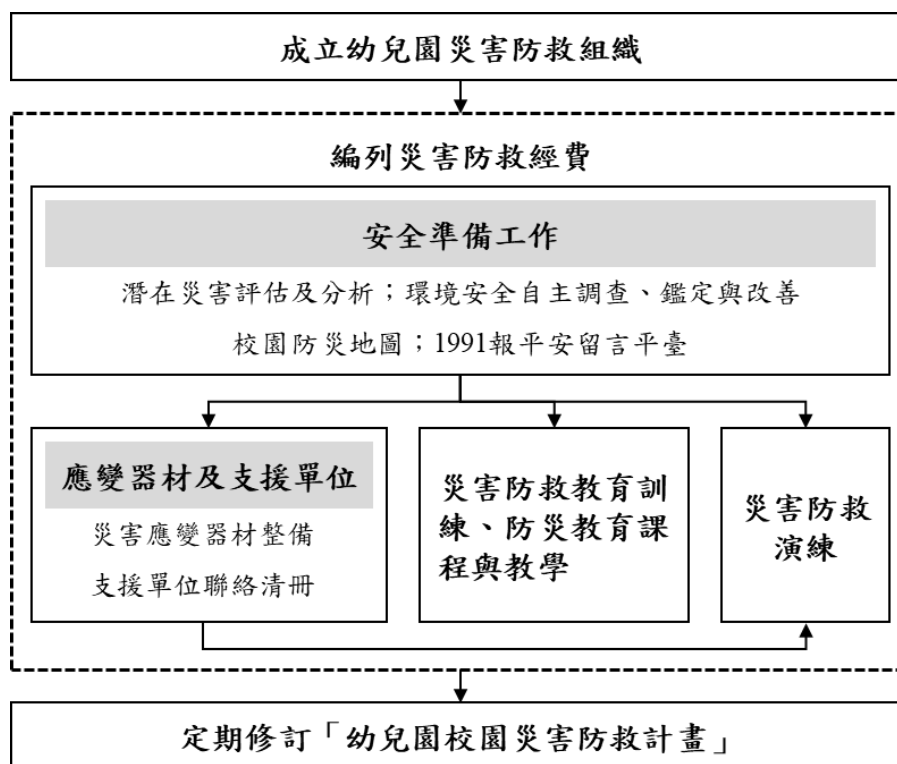 成立幼兒園災害防救組織
編列災害防救經費
安全準備工作
潛在災害評估及分析；環境安全自主調查、鑑定與改善
校園防災地圖；1991報平安留言平臺
應變器材及支援單位
災害應變器材整備
支援單位聯絡清冊
災害防救教育訓
練、防災教育課
程與教學
災害防救
演練
定期修訂「幼兒園校園災害防救計畫」